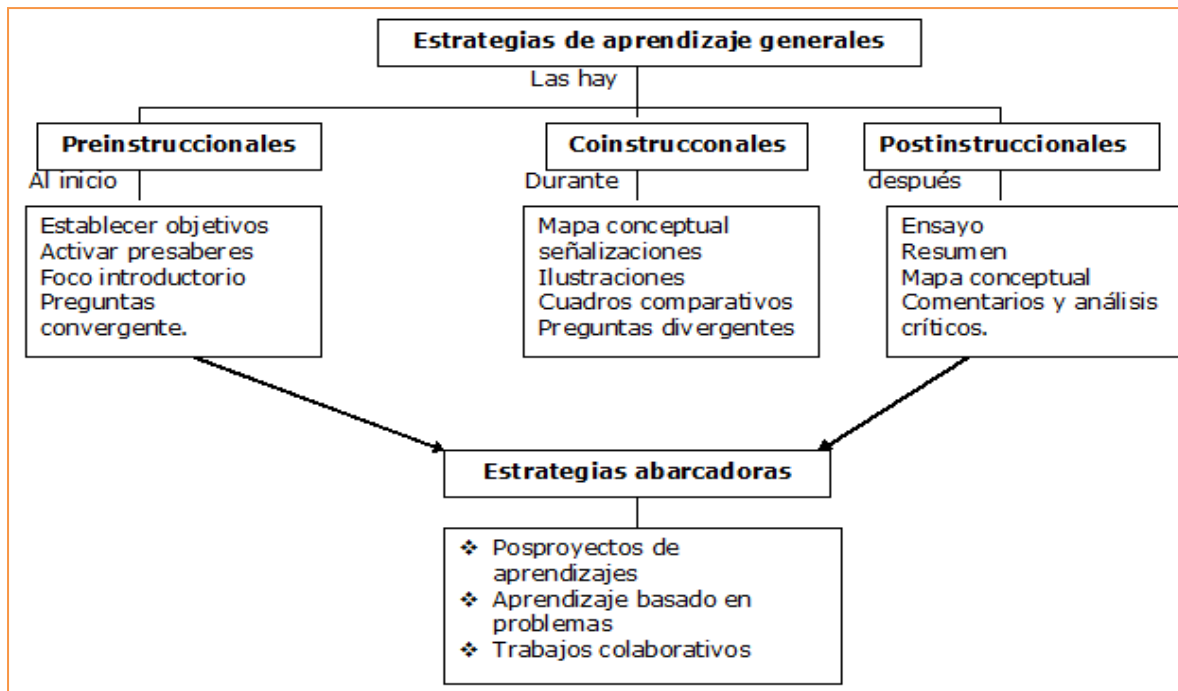 Estrategias de aprendizaje generales
Las hay
Preinstruccionales
Al inicio
Establecer objetivos
Activar presaberes
Foco introductorio
Preguntas
convergente.
Coinstrucconales
Durante
Mapa conceptual
señalizaciones
Ilustraciones
Cuadros comparativos
Preguntas divergentes
Postinstruccionales
después
Ensayo
Resumen
Mapa conceptual
Comentarios y análisis
críticos.
Estrategias abarcadoras
❖ Posproyectos de
aprendizajes
❖ Aprendizaje basado en
problemas
❖ Trabajos colaborativos